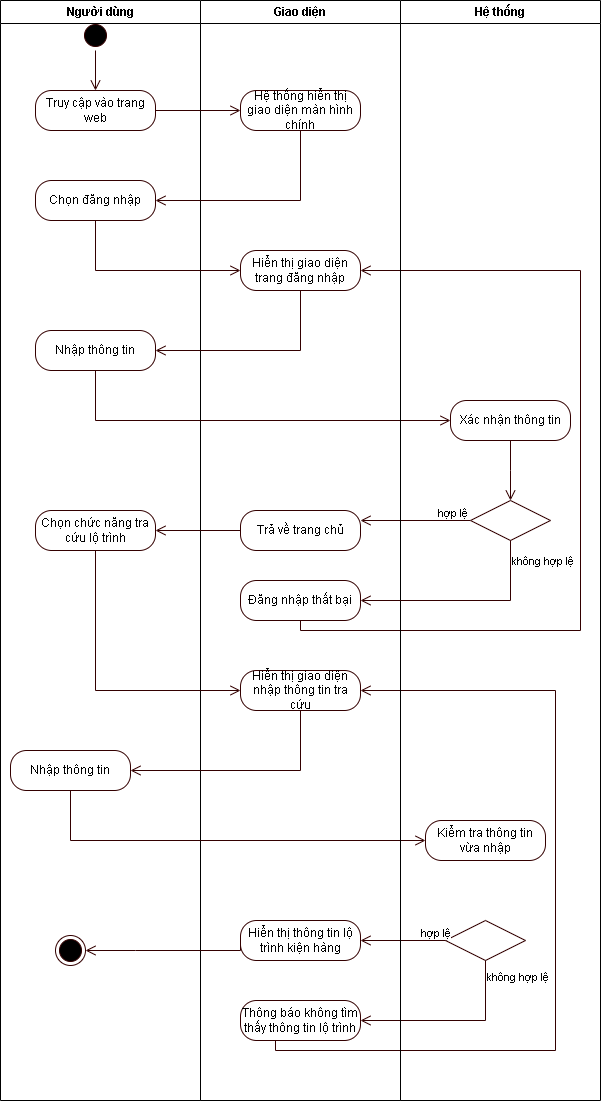 Người dùng
Giao diện
Hệ thống
Truy cập vào trang
web
Hệ thống hiển thị
giao diện màn hình
chính
Chọn đăng nhập
Hiển thị giao diện
trang đăng nhập
Nhập thông tin
Xác nhận thông tin
hợp lệ
Chọn chức năng tra
cứu lộ trình
Trả về trang chủ
không hợp lệ
Đăng nhập thất bại
Hiển thị giao diện
nhập thông tin tra
cứu
Nhập thông tin
Kiểm tra thông tin
vừa nhập
Hiển thị thông tin lộ
trình kiện hàng
hợp lệ
không hợp lệ
Thông báo không tìm
thấy thông tin lộ trình